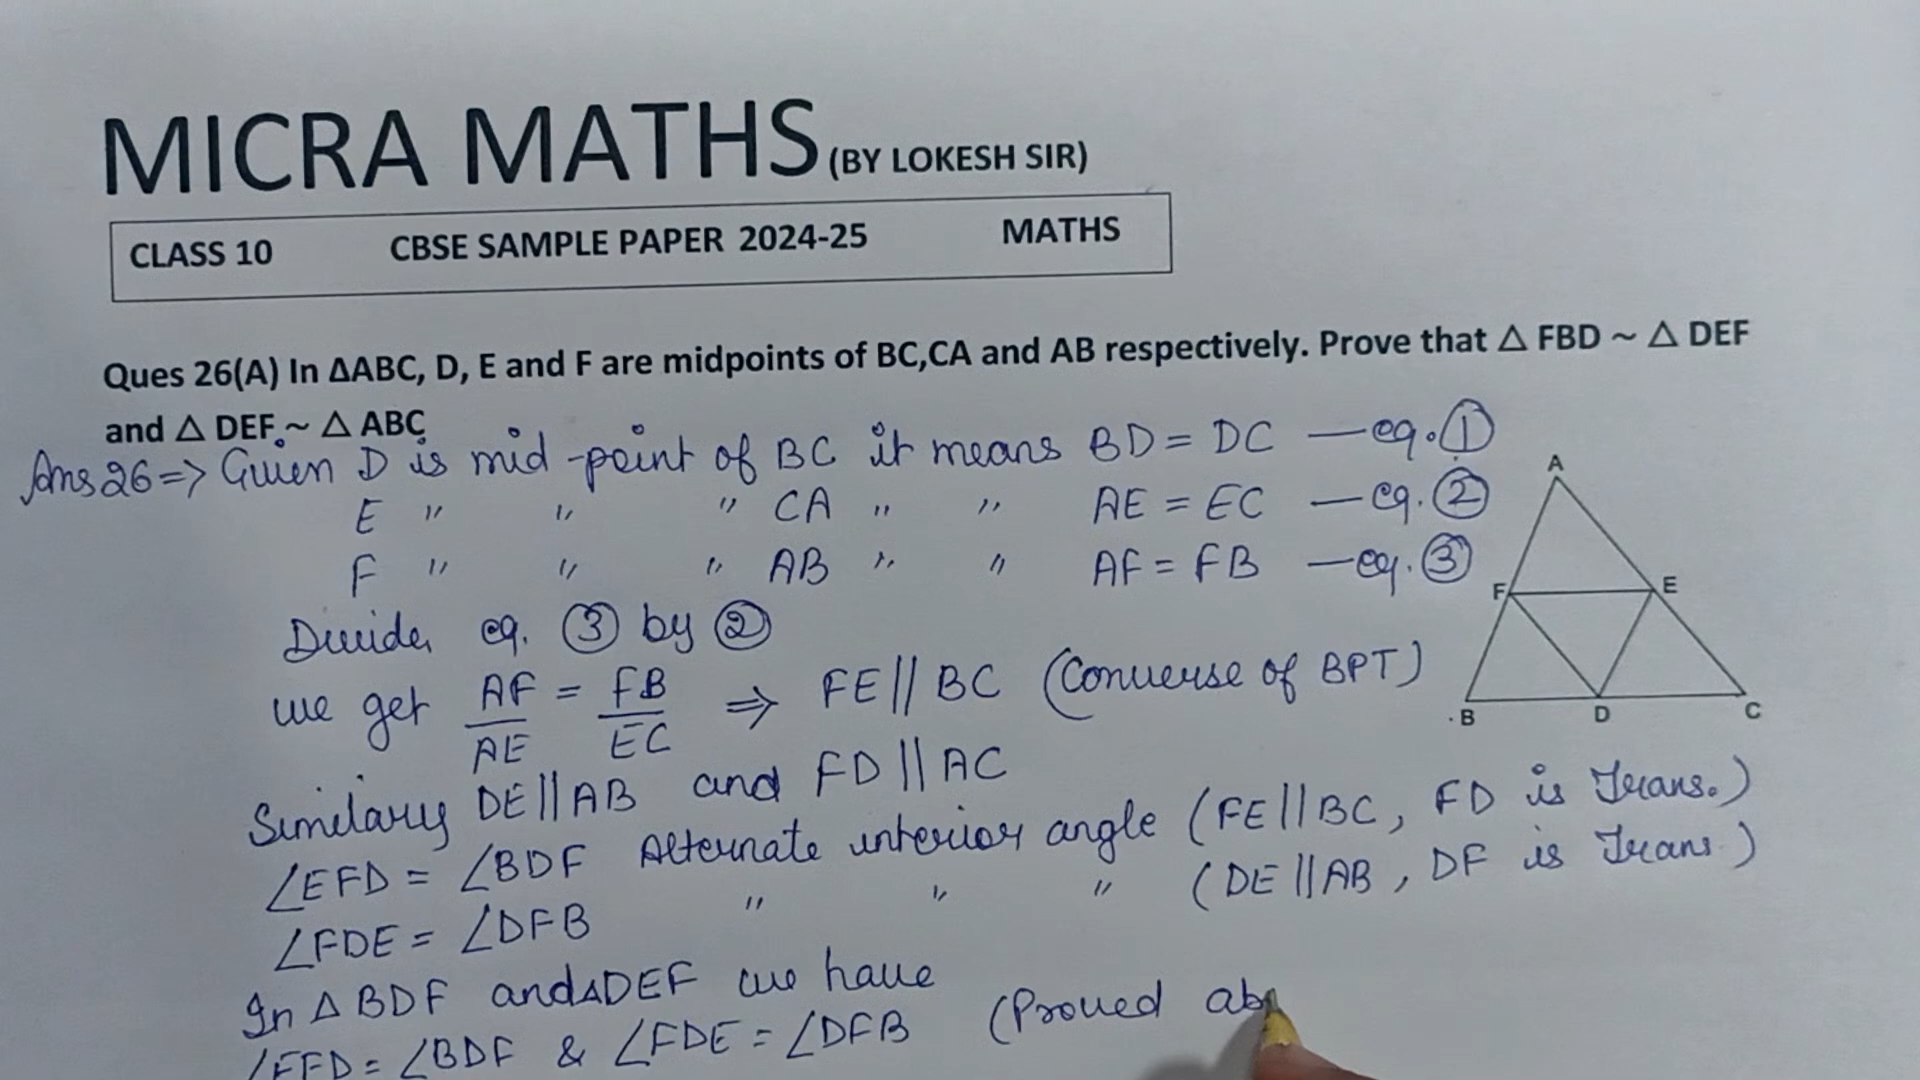 MICRA MATHS (BY LOKESH SIR)
CLASS 10 CBSE SAMPLE PAPER 2024-25 MATHS
Ques 26(A) In ΔABC, D, E and F are midpoints of BC,CA and AB respectively. Prove that △ FBD ~ △ DEF
and △ DEF ~ △ ABC
Ans 26 => Given D is mid-point of BC it means BD = DC — eq. ①
E " " " CA " " AE = EC — eq. ②
F " " " AB " " AF = FB — eq. ③
Divide eq. ③ by ②
we get AF/AE = FB/EC ⇒ FE || BC (Converse of BPT)
Similary DE || AB and FD || AC
∠EFD = ∠BDF Alternate interior angle (FE || BC, FD is Trans.)
∠FDE = ∠DFB " " " (DE || AB, DF is Trans.)
In △ BDF and △DEF we have
∠EFD = ∠BDF & ∠FDE = ∠DFB (Proved ab
A
F
E
B
D
C